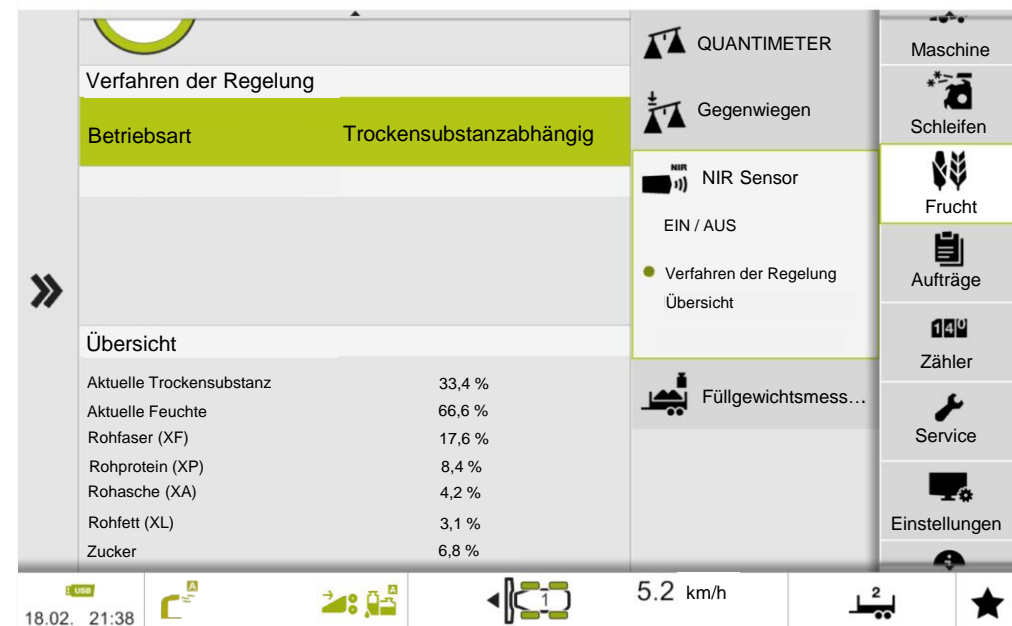 Verfahren der Regelung
Betriebsart Trockensubstanzabhängig
Übersicht
Aktuelle Trockensubstanz 33,4 %
Aktuelle Feuchte 66,6 %
Rohfaser (XF) 17,6 %
Rohprotein (XP) 8,4 %
Rohasche (XA) 4,2 %
Rohfett (XL) 3,1 %
Zucker 6,8 %
QUANTIMETER
Gegenwiegen
NIR
NIR Sensor
EIN / AUS
Verfahren der Regelung
Übersicht
Füllgewichtsmess…
Maschine
Schleifen
Frucht
Aufträge
140
Zähler
Service
Einstellungen
USB
18.02. 21:38
A
A
1
5.2 km/h
2